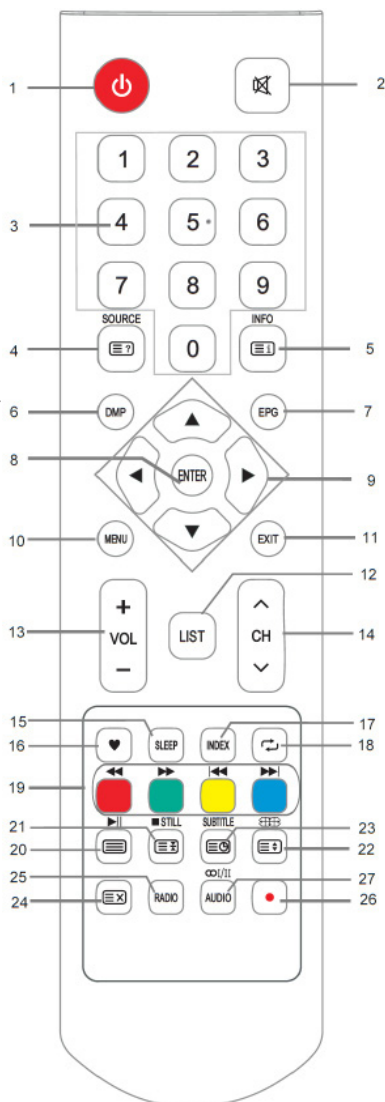 1
2
1 2 3
3
4 5 6
7 8 9
SOURCE INFO
4 ? 0 i 5
6 DMP EPG 7
8 ENTER 9
10 MENU EXIT 11
12
+ LIST
13 VOL CH 14
−
15 17
16 SLEEP INDEX 18
19
STILL SUBTITLE
21 23
20 22
I/II
25 27
24 X RADIO AUDIO 26